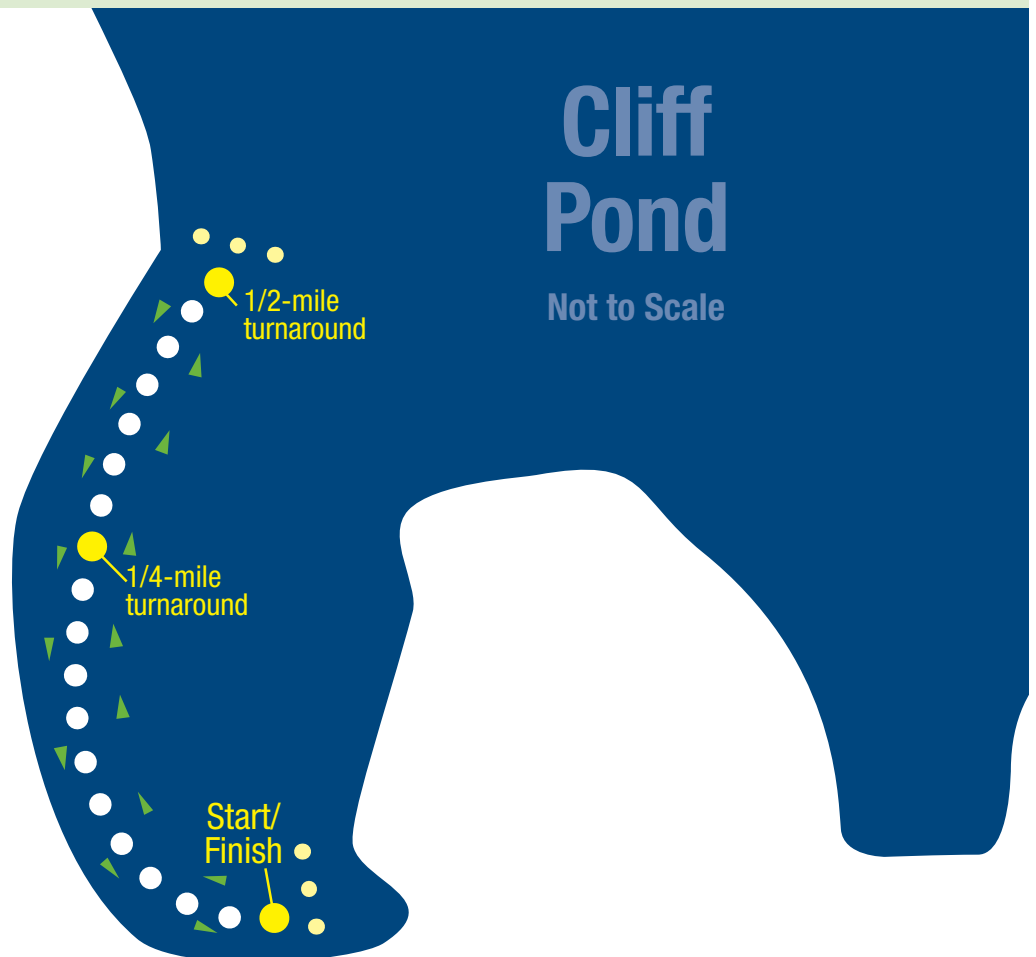 Cliff
Pond
Not to Scale
1/2-mile
turnaround
1/4-mile
turnaround
Start/
Finish